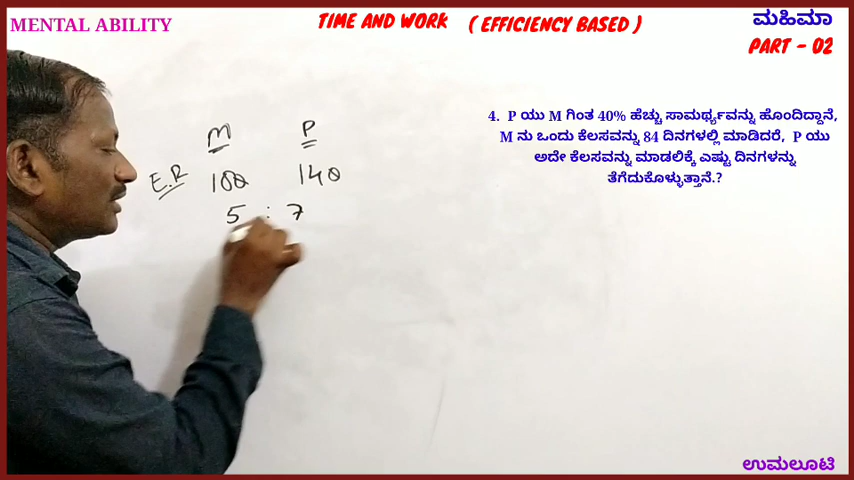 MENTAL ABILITY
TIME AND WORK ( EFFICIENCY BASED )
ಮಹಿಮಾ
PART - 02
4. P ಯು M ಗಿಂತ 40% ಹೆಚ್ಚು ಸಾಮರ್ಥ್ಯವನ್ನು ಹೊಂದಿದ್ದಾನೆ,
M ನು ಒಂದು ಕೆಲಸವನ್ನು 84 ದಿನಗಳಲ್ಲಿ ಮಾಡಿದರೆ, P ಯು
ಅದೇ ಕೆಲಸವನ್ನು ಮಾಡಲಿಕ್ಕೆ ಎಷ್ಟು ದಿನಗಳನ್ನು
ತೆಗೆದುಕೊಳ್ಳುತ್ತಾನೆ.?
M P
E.R 100 140
5 : 7
ಉಮಲೂಟಿ